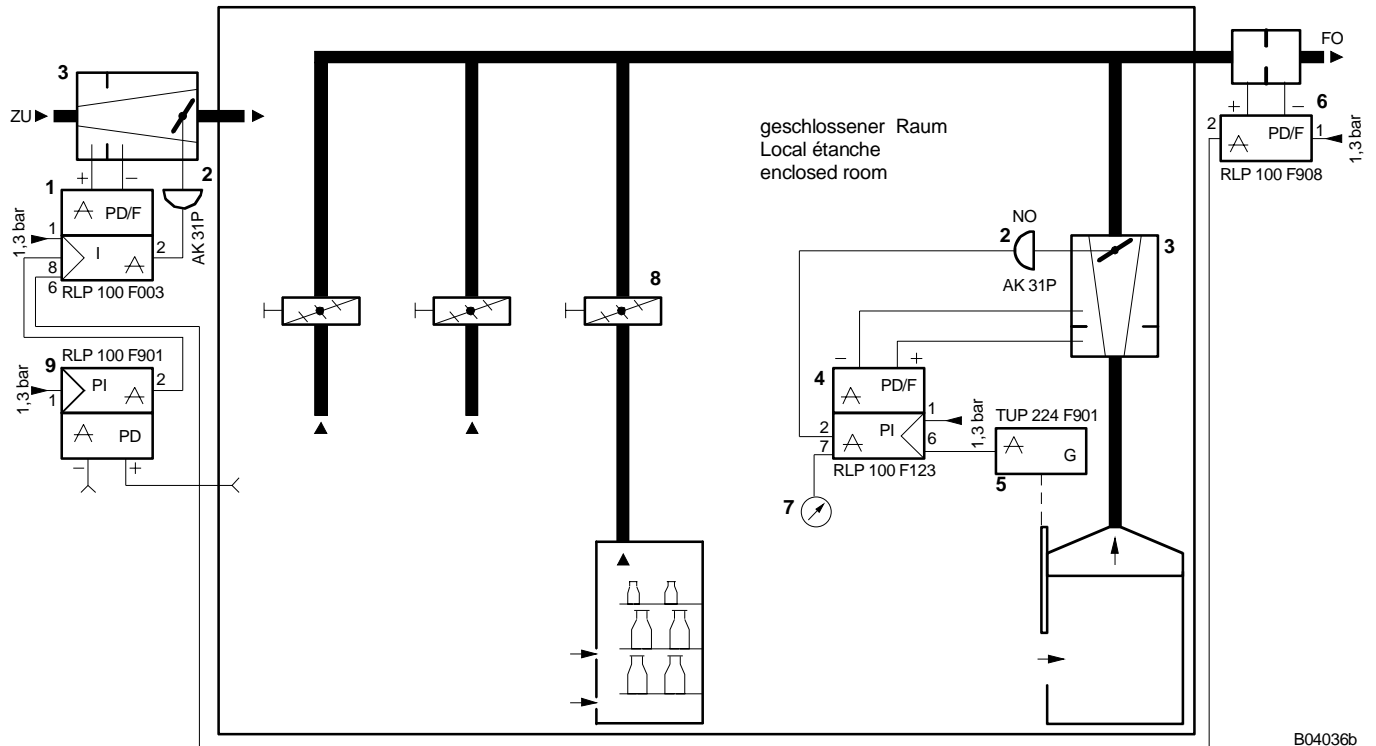 3
ZU
+ −
2
1
PD/F
1,3 bar
1
I
2
8
6
AK 31P
RLP 100 F003
RLP 100 F901
9
PI
2
1,3 bar
1
PD
− +
8
geschlossener Raum
Local étanche
enclosed room
NO
2
AK 31P
3
− +
4
PD/F
1
1,3 bar
2
PI
7
6
RLP 100 F123
7
TUP 224 F901
G
5
FO
+ −
6
2
PD/F
1
1,3 bar
RLP 100 F908
B04036b